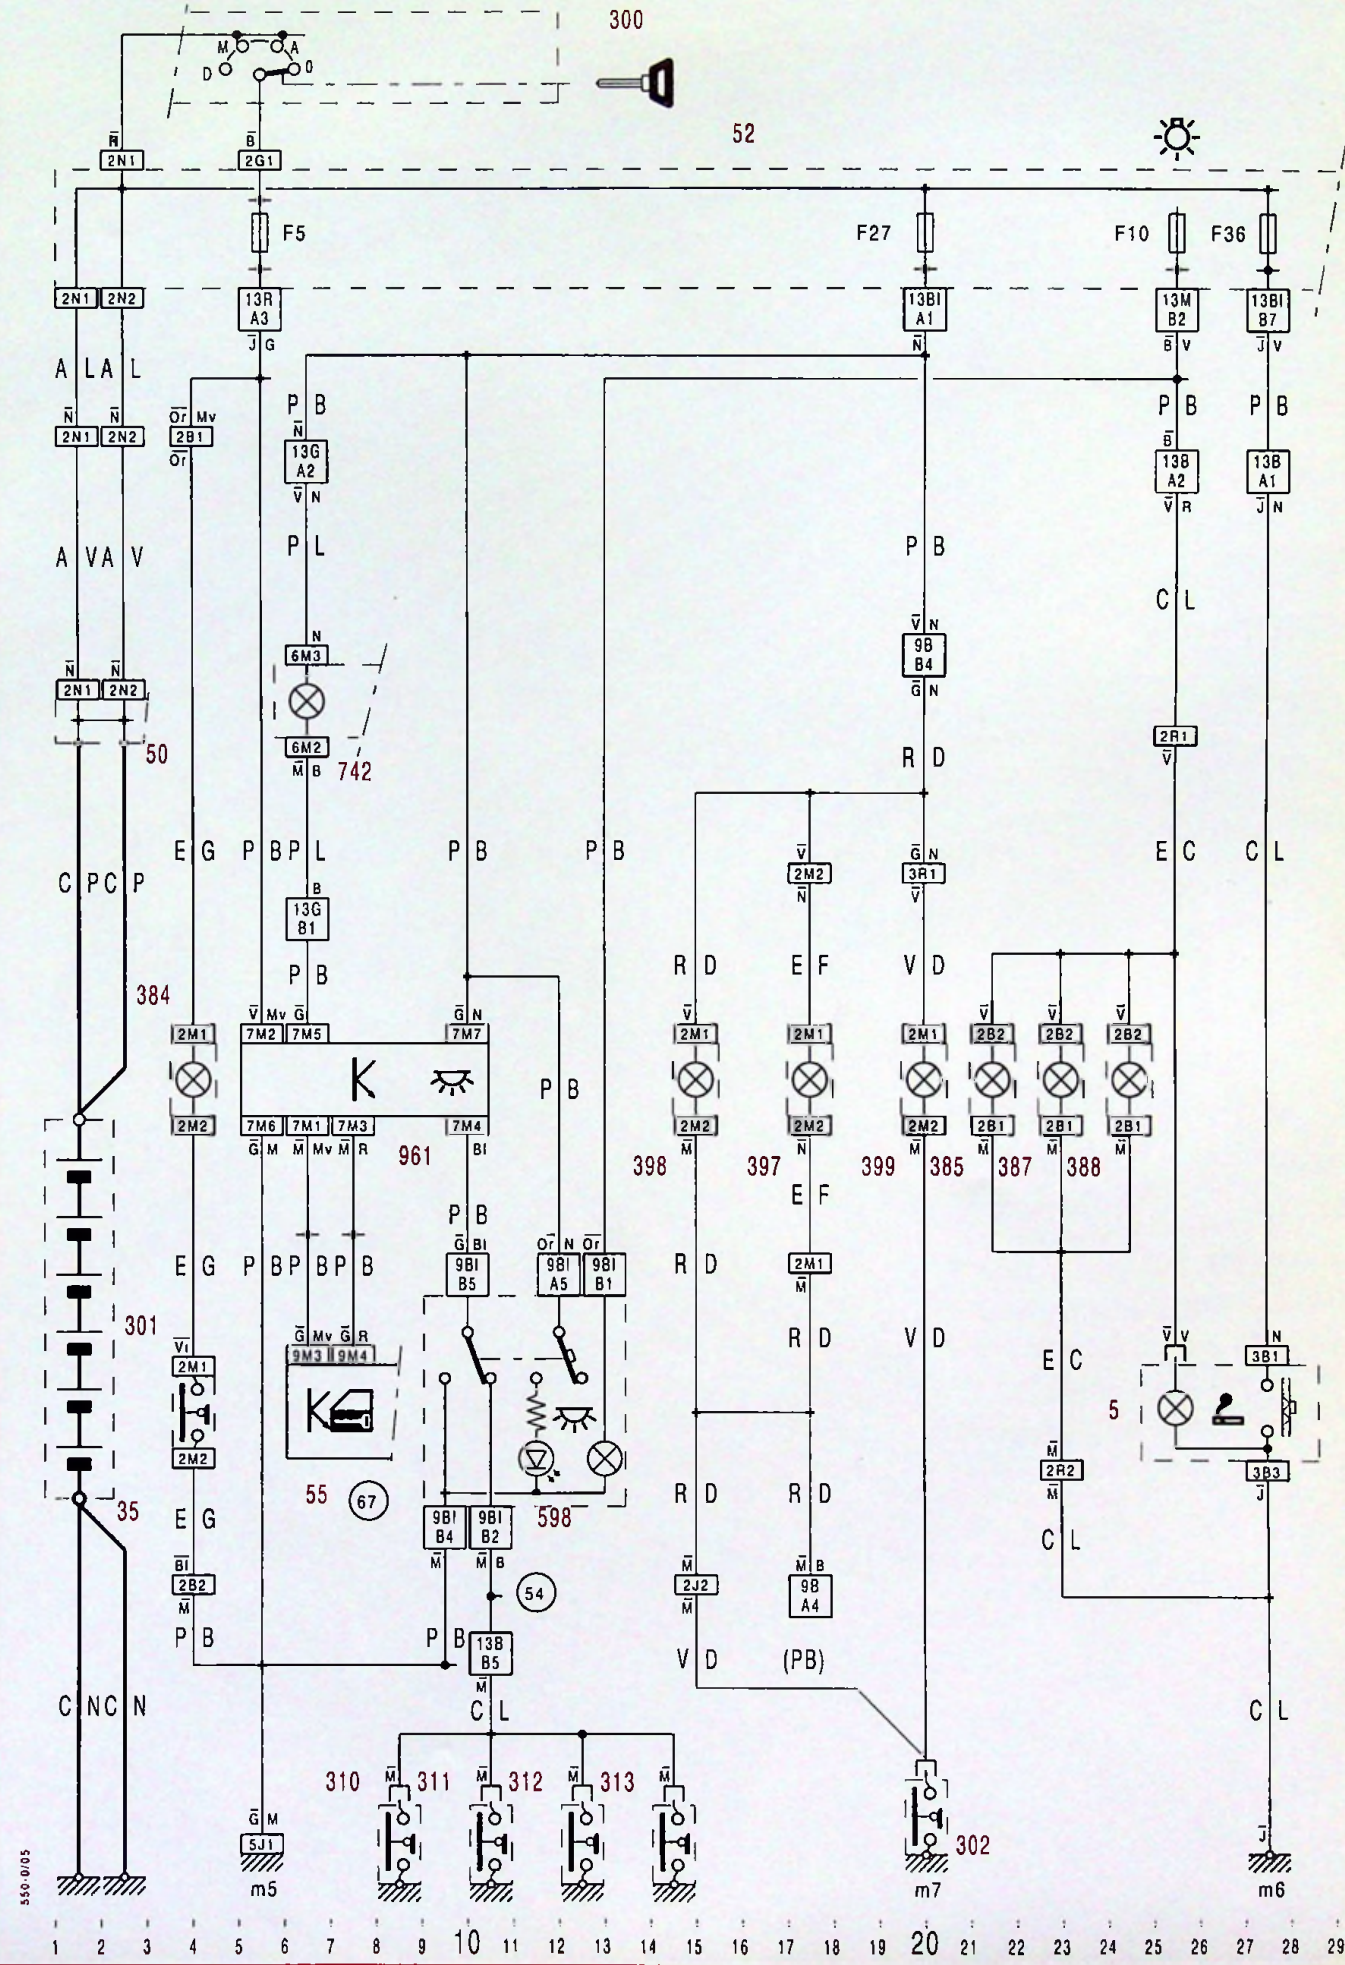 300
M A
D 0
52
R̅ B̅
2N1 2G1
F5 F27 F10 F36
2N1 2N2 13R A3 13BI A1 13M B2 13BI B7
J̅ G N̅ B̅ V J̅ V
A L A L
P B P B P B
N̅ N̅ O̅r̅ Mv N̅ B̅
2N1 2N2 2B1 13G A2 13B A2 13B A1
O̅r̅ V̅ N V̅ R J̅ N
A V A V P L P B
C L
N V̅ N
6M3 9B B4
N̅ N̅ G̅ N
2N1 2N2
6M2 2R1
50 M̅ B 742 R D V̅
E G P B P L P B P B V̅ G̅ N E C C L
2M2 3R1
C P C P B N̅ V̅
13G B1
P B R D E F V D
384
V̅ Mv G̅ G̅ N V̅ V̅ V̅ V̅
2M1 7M2 7M5 7M7 2M1 2M1 2M1 2B2 2B2 2B2
P B
2M2 7M6 7M1 7M3 7M4 2M2 2M2 2M2 2B1 2B1 2B1
G̅ M M̅ Mv M̅ R BI M̅ N̅ M̅ M̅ M̅ M̅
961 398 397 399 385 387 388
P B E F
G̅ BI O̅r̅ N O̅r̅
E G P B P B P B 9BI B5 9BI A5 9BI B1 R D 2M1
M̅
301
V̅i̅ G̅ Mv G̅ R R D V D V̅ V N
2M1 9M3 9M4 E C 3B1
5
2M2 M̅
2R2 3B3
35 55 67 598 R D R D M̅ J̅
E G 9BI B4 9BI B2
M̅ M̅ B C L
B̅I̅ 54 M̅ M̅ B
2B2 2J2 9B A4
M̅ M̅
P B P B 13B B5 V D (PB)
M̅
C N C N C L C L
310 M̅ 311 M̅ 312 M̅ 313 M̅
G̅ M J̅
5J1 302
m5 m7 m6
550-0/05
1 2 3 4 5 6 7 8 9 10 11 12 13 14 15 16 17 18 19 20 21 22 23 24 25 26 27 28 29